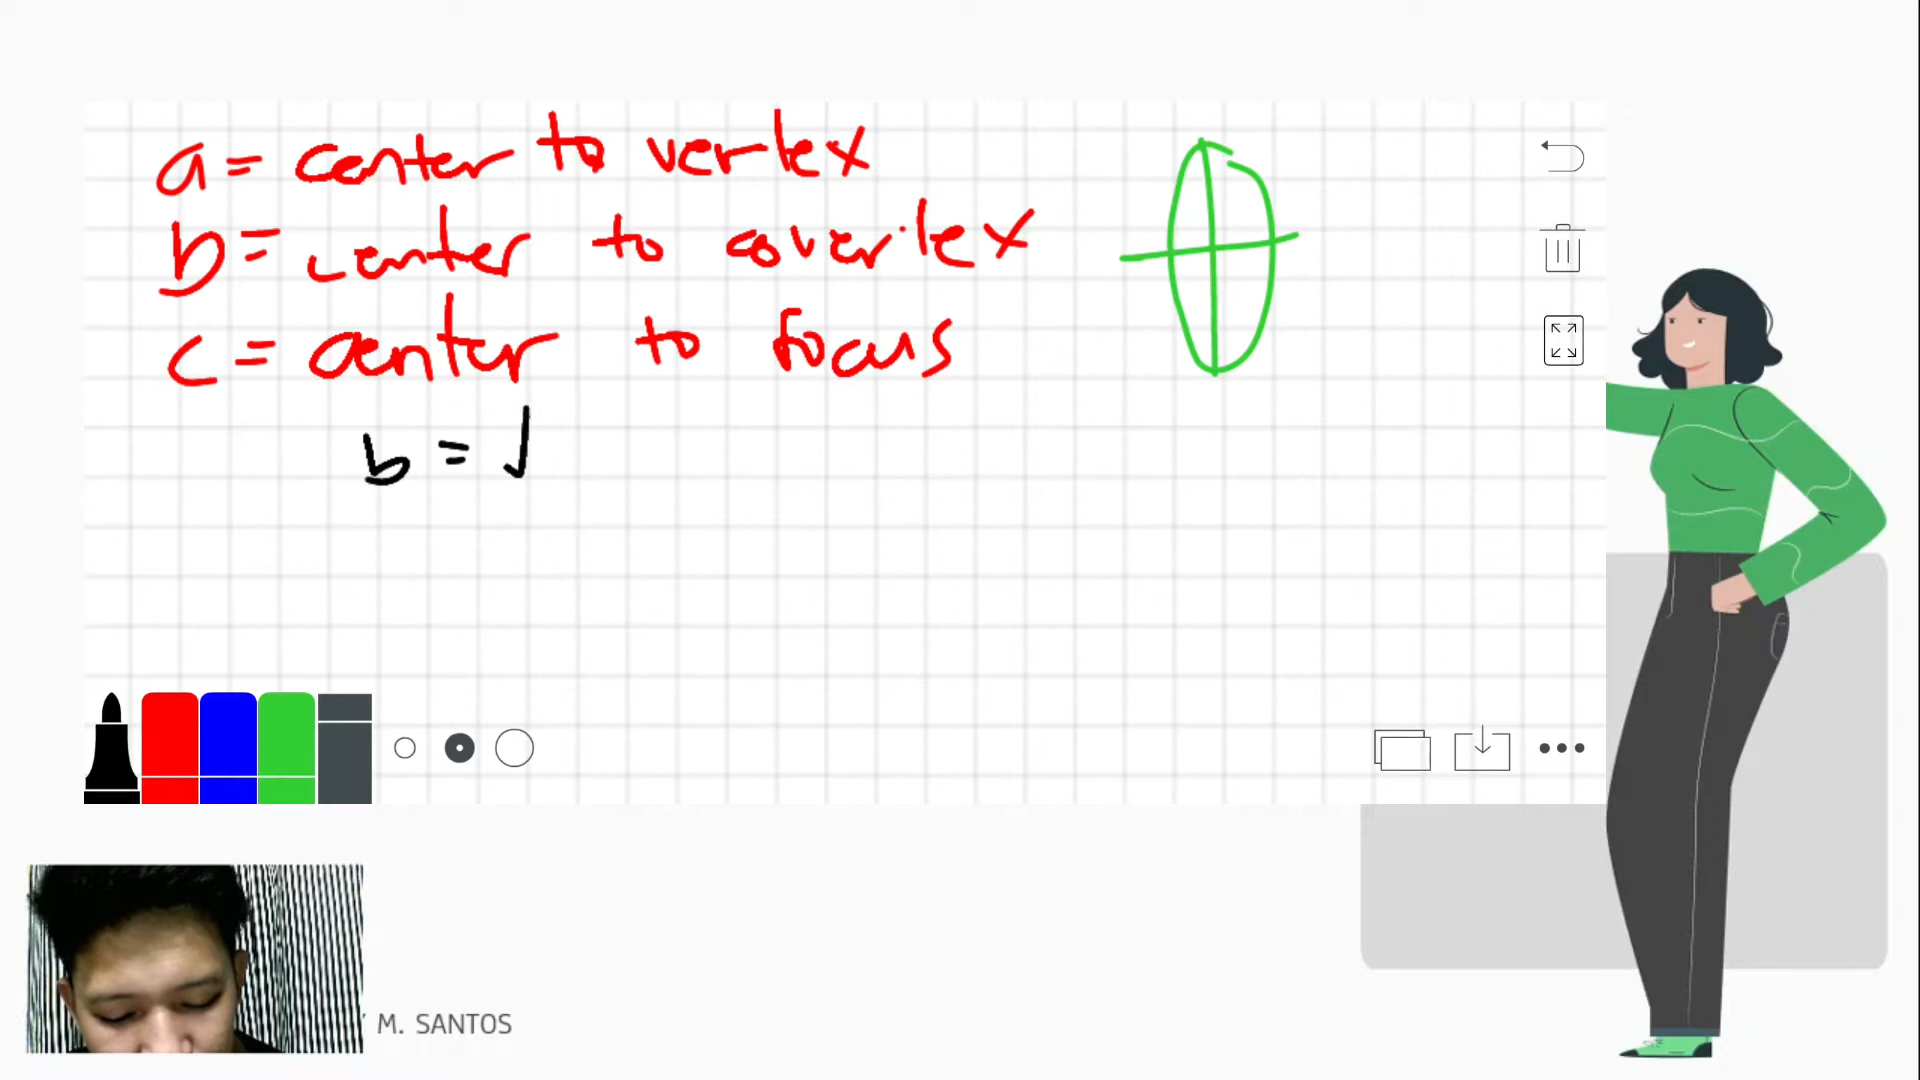 a = center to vertex
b = center to covertex
c = center to focus
b = √
M. SANTOS